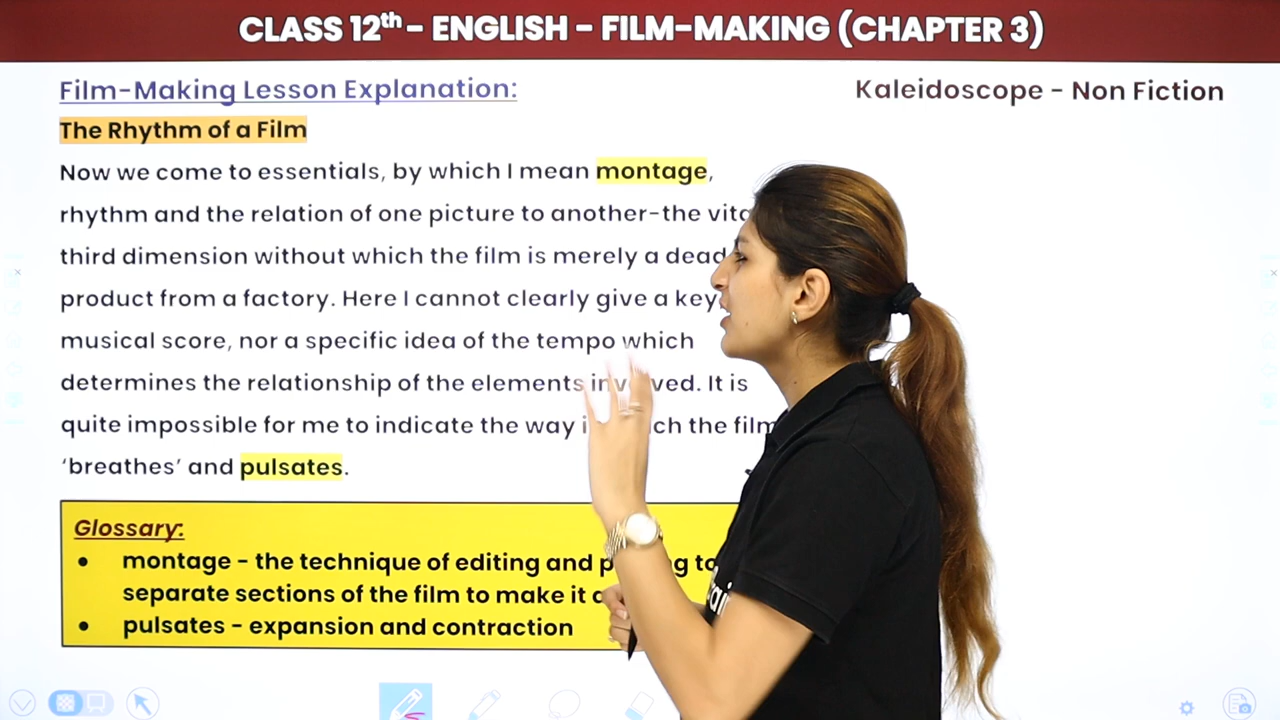 CLASS 12th - ENGLISH - FILM-MAKING (CHAPTER 3)
Film-Making Lesson Explanation:
Kaleidoscope - Non Fiction
The Rhythm of a Film
Now we come to essentials, by which I mean montage,
rhythm and the relation of one picture to another-the
third dimension without which the film is merely a dead
product from a factory. Here I cannot clearly give a key
musical score, nor a specific idea of the tempo which
determines the relationship of the elements involved. It is
quite impossible for me to indicate the way the film
‘breathes’ and pulsates.
Glossary:
• montage - the technique of editing and
separate sections of the film to make it
• pulsates - expansion and contraction